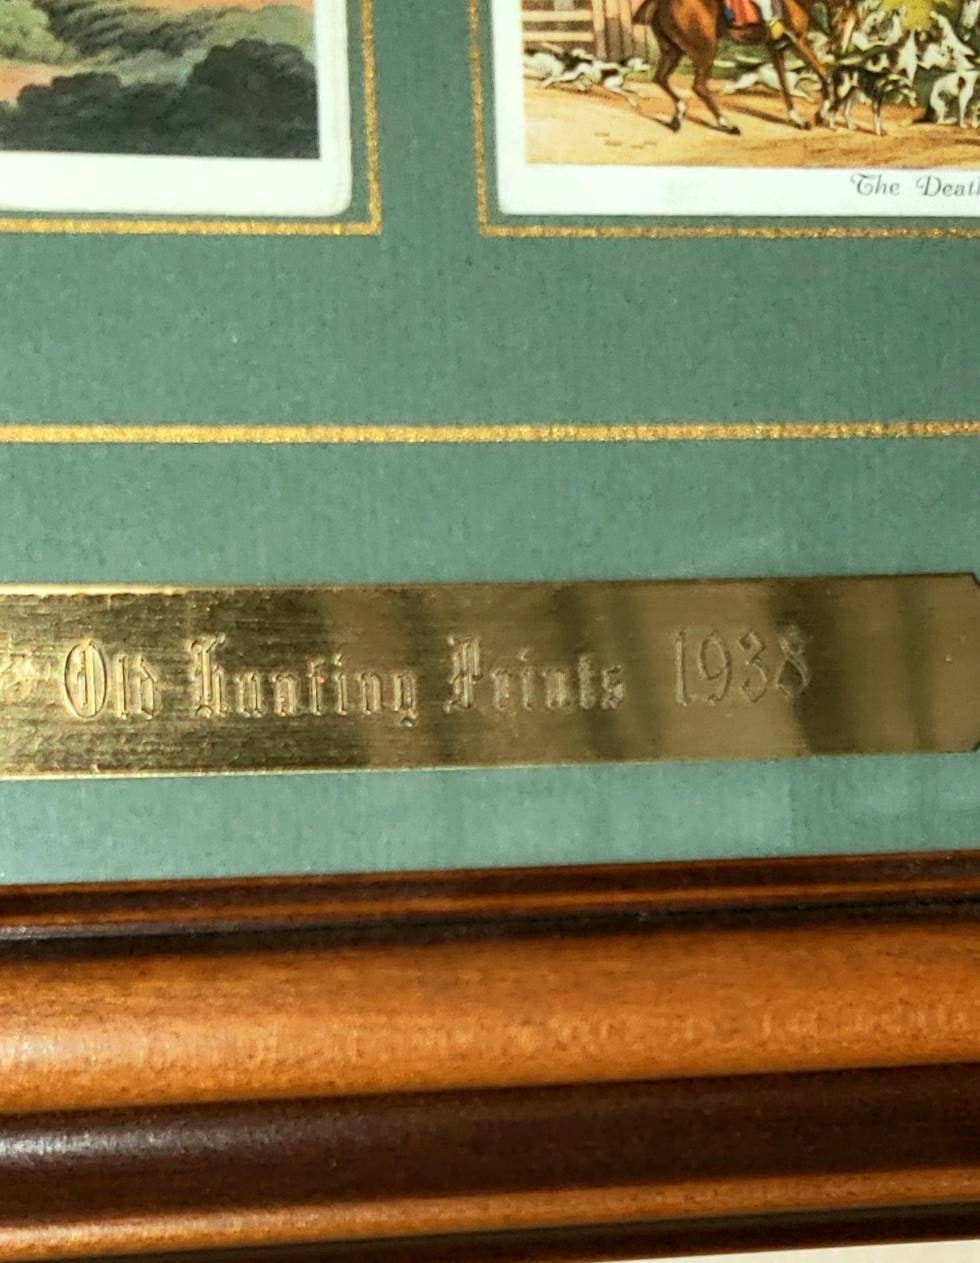 The Death
Old Hunting Prints 1938